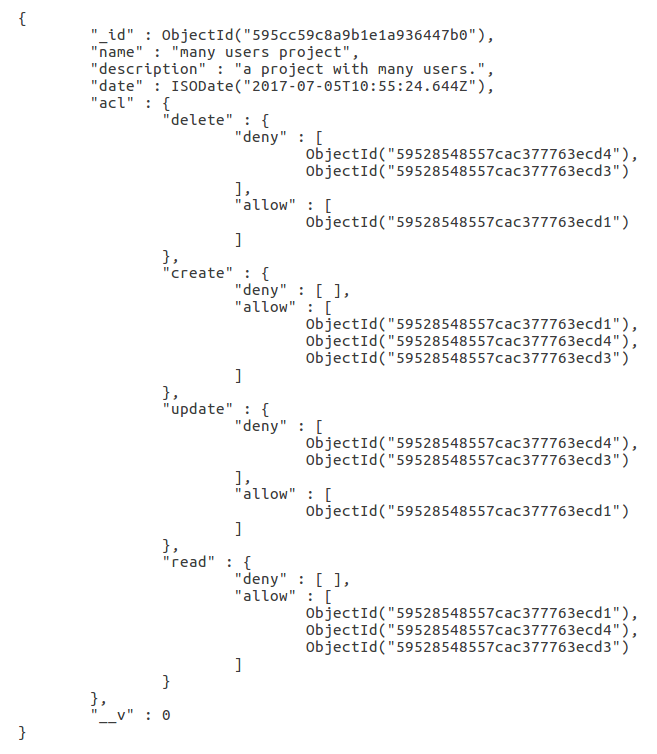 {
"_id" : ObjectId("595cc59c8a9b1e1a936447b0"),
"name" : "many users project",
"description" : "a project with many users.",
"date" : ISODate("2017-07-05T10:55:24.644Z"),
"acl" : {
"delete" : {
"deny" : [
ObjectId("59528548557cac377763ecd4"),
ObjectId("59528548557cac377763ecd3")
],
"allow" : [
ObjectId("59528548557cac377763ecd1")
]
},
"create" : {
"deny" : [ ],
"allow" : [
ObjectId("59528548557cac377763ecd1"),
ObjectId("59528548557cac377763ecd4"),
ObjectId("59528548557cac377763ecd3")
]
},
"update" : {
"deny" : [
ObjectId("59528548557cac377763ecd4"),
ObjectId("59528548557cac377763ecd3")
],
"allow" : [
ObjectId("59528548557cac377763ecd1")
]
},
"read" : {
"deny" : [ ],
"allow" : [
ObjectId("59528548557cac377763ecd1"),
ObjectId("59528548557cac377763ecd4"),
ObjectId("59528548557cac377763ecd3")
]
}
},
"__v" : 0
}